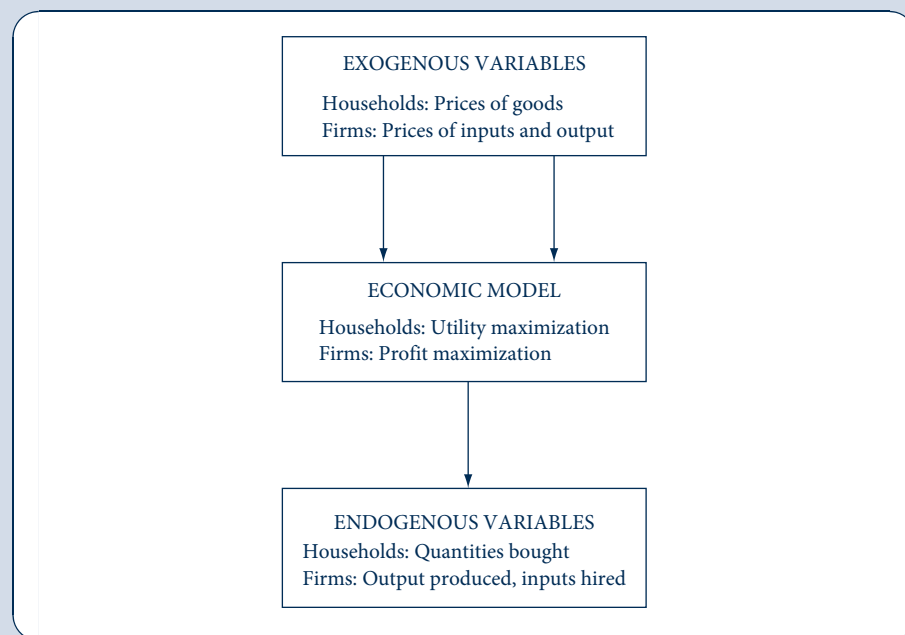 EXOGENOUS VARIABLES
Households: Prices of goods
Firms: Prices of inputs and output
ECONOMIC MODEL
Households: Utility maximization
Firms: Profit maximization
ENDOGENOUS VARIABLES
Households: Quantities bought
Firms: Output produced, inputs hired